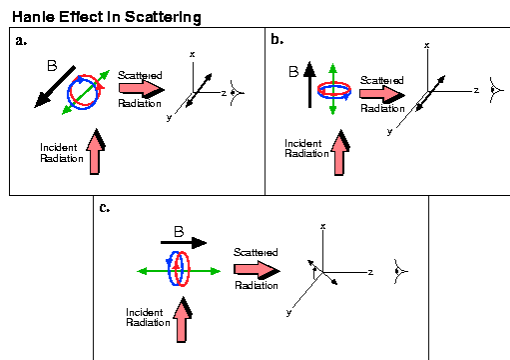 Hanle Effect in Scattering
a.
B
Scattered
Radiation
x
z
y
Incident
Radiation
b.
B
Scattered
Radiation
x
z
y
Incident
Radiation
c.
B
Scattered
Radiation
x
z
y
Incident
Radiation